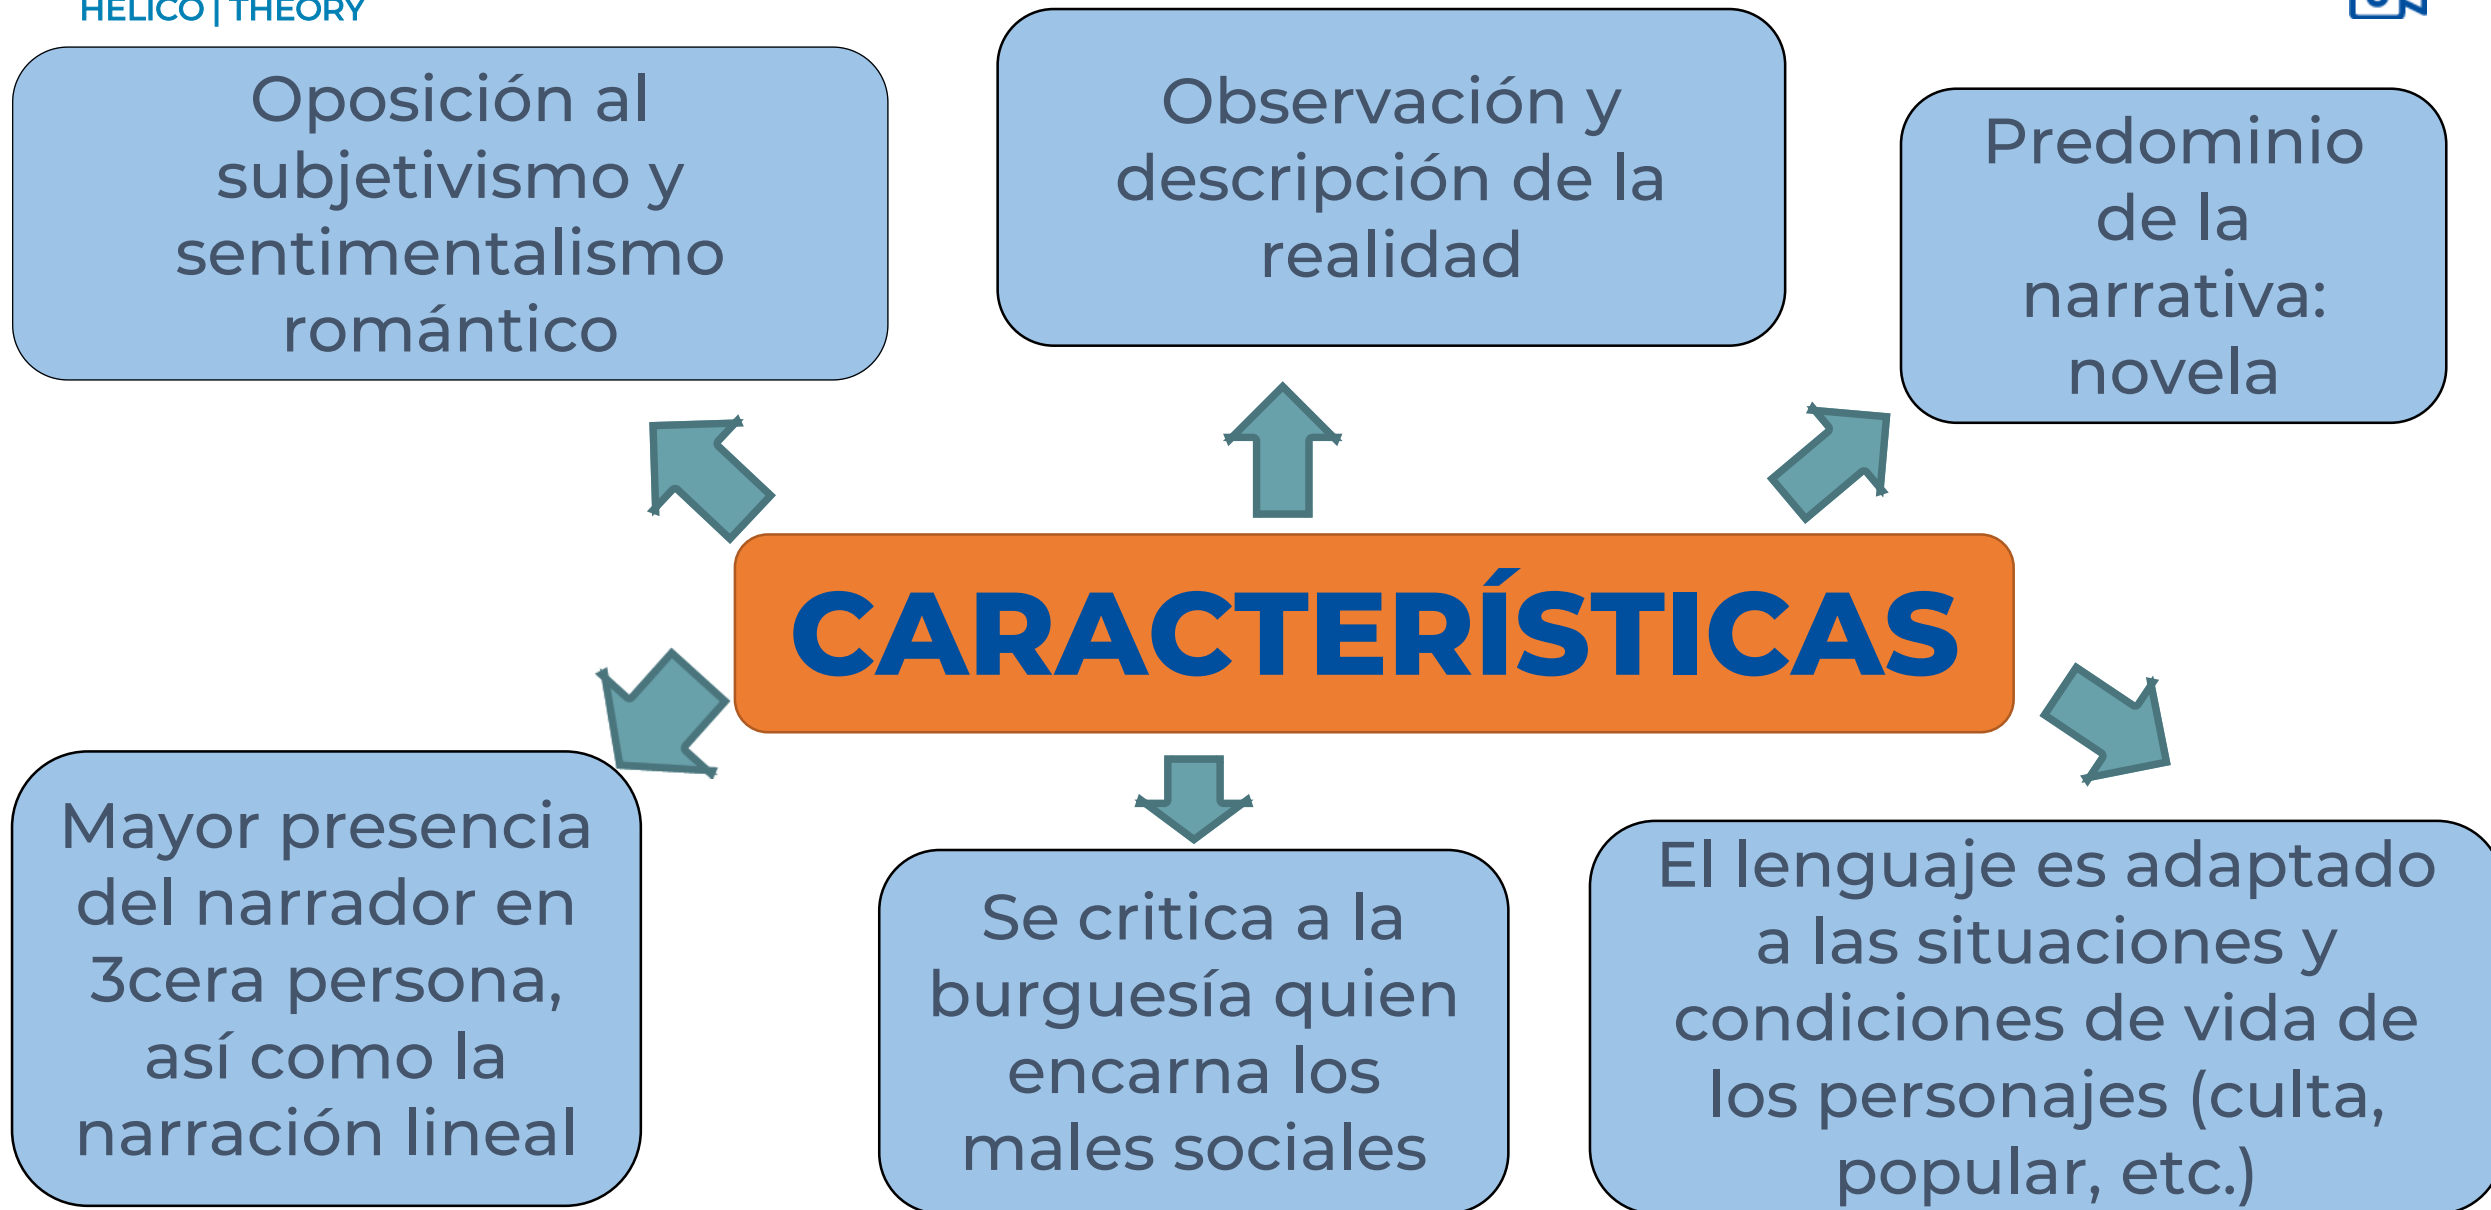 HELICO | THEORY
Oposición al
subjetivismo y
sentimentalismo
romántico
Observación y
descripción de la
realidad
Predominio
de la
narrativa:
novela
CARACTERÍSTICAS
Mayor presencia
del narrador en
3cera persona,
así como la
narración lineal
Se critica a la
burguesía quien
encarna los
males sociales
El lenguaje es adaptado
a las situaciones y
condiciones de vida de
los personajes (culta,
popular, etc.)